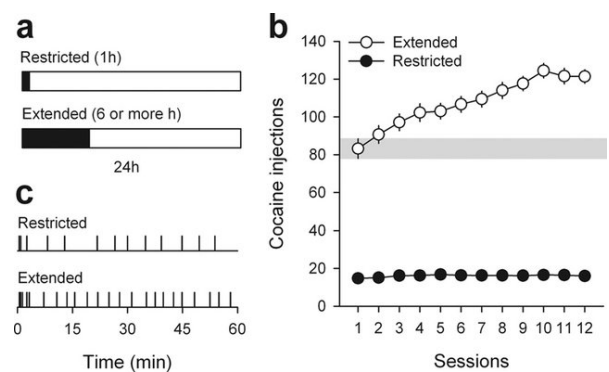 a
Restricted (1h)
Extended (6 or more h)
24h
c
Restricted
Extended
0 15 30 45 60
Time (min)
b
Extended
Restricted
140
120
100
80
60
40
20
0
Cocaine injections
1 2 3 4 5 6 7 8 9 10 11 12
Sessions